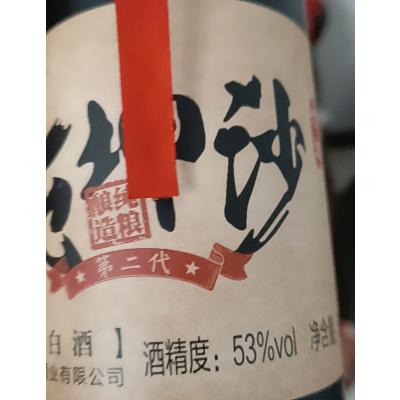 沙
纯粮
酿造
★第二代★
白酒】
酒精度：53%vol
净含量
业有限公司